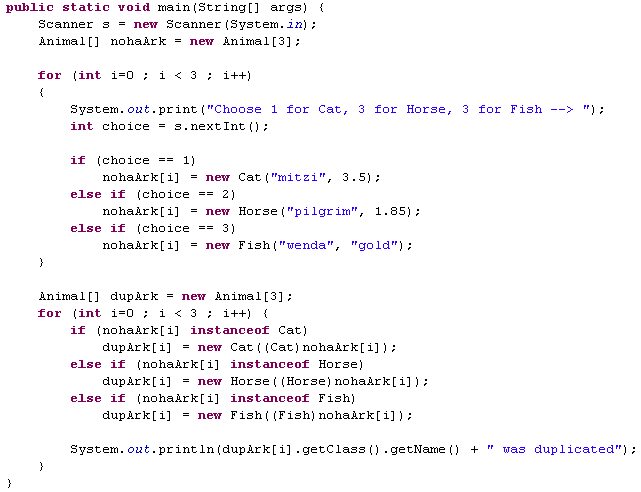 public static void main(String[] args) {
    Scanner s = new Scanner(System.in);
    Animal[] nohaArk = new Animal[3];
    for (int i=0 ; i < 3 ; i++)
    {
        System.out.print("Choose 1 for Cat, 3 for Horse, 3 for Fish --> ");
        int choice = s.nextInt();
        if (choice == 1)
            nohaArk[i] = new Cat("mitzi", 3.5);
        else if (choice == 2)
            nohaArk[i] = new Horse("pilgrim", 1.85);
        else if (choice == 3)
            nohaArk[i] = new Fish("wenda", "gold");
    }
    Animal[] dupArk = new Animal[3];
    for (int i=0 ; i < 3 ; i++) {
        if (nohaArk[i] instanceof Cat)
            dupArk[i] = new Cat((Cat)nohaArk[i]);
        else if (nohaArk[i] instanceof Horse)
            dupArk[i] = new Horse((Horse)nohaArk[i]);
        else if (nohaArk[i] instanceof Fish)
            dupArk[i] = new Fish((Fish)nohaArk[i]);
        System.out.println(dupArk[i].getClass().getName() + " was duplicated");
    }
}